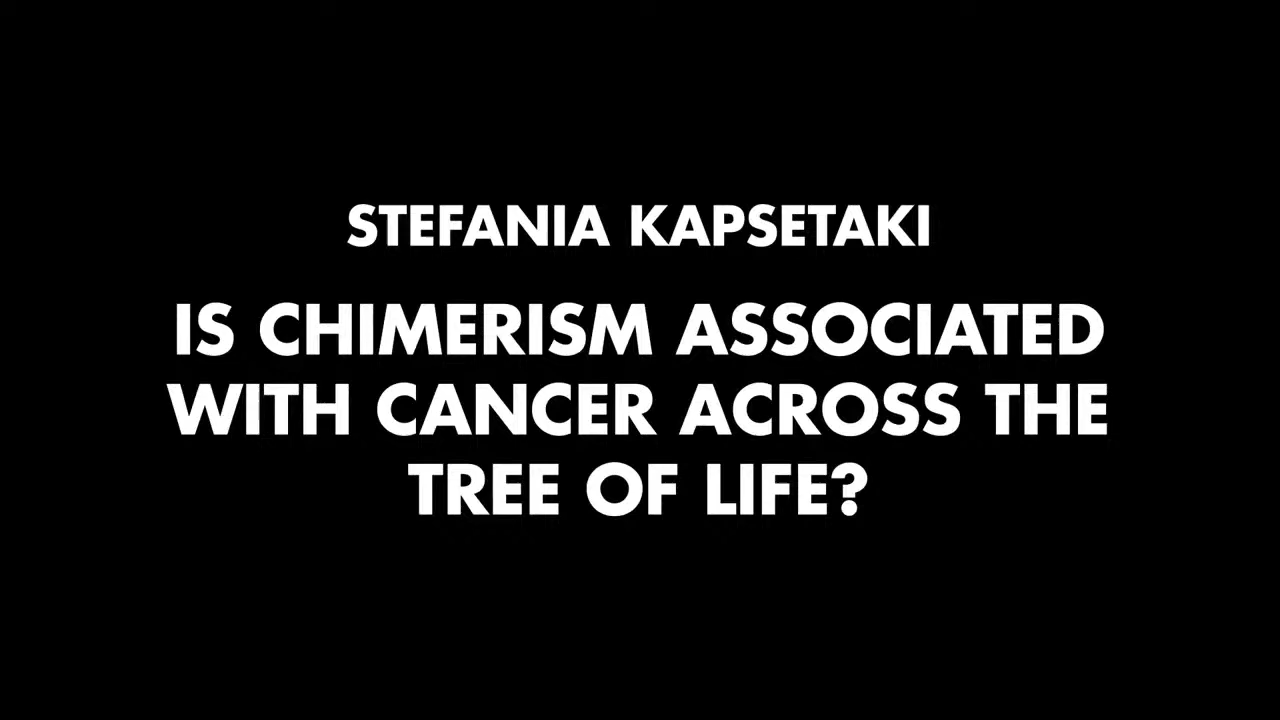 STEFANIA KAPSETAKI
IS CHIMERISM ASSOCIATED
WITH CANCER ACROSS THE
TREE OF LIFE?